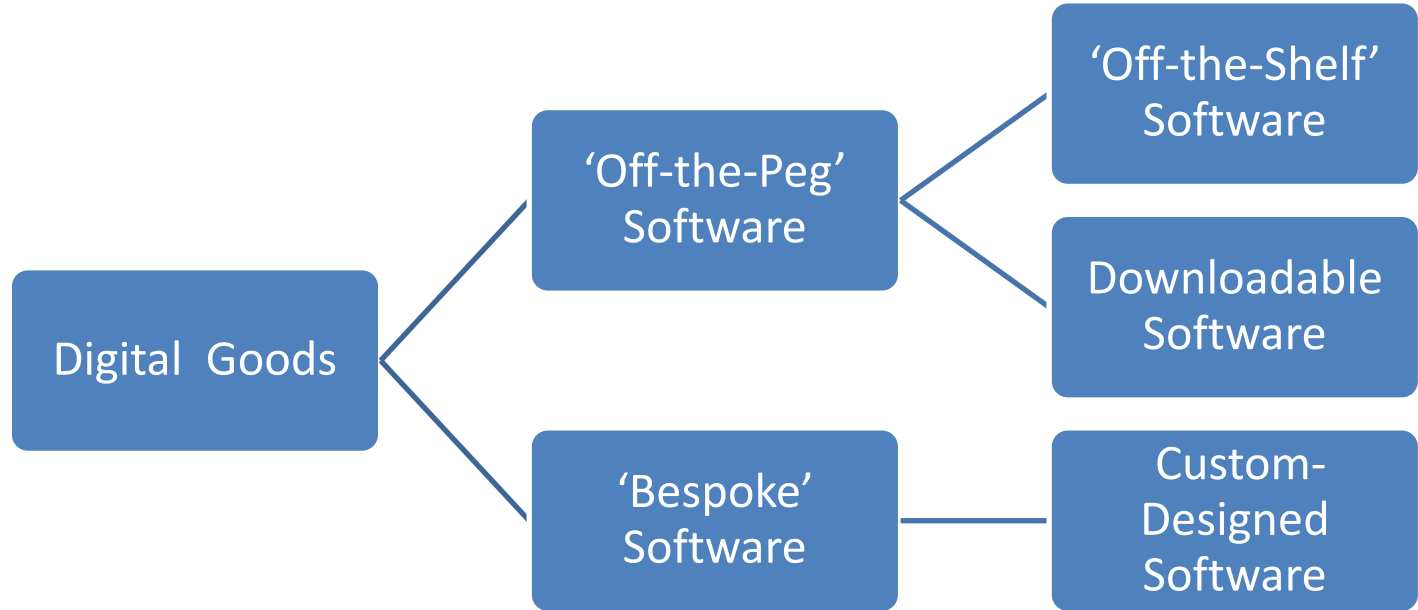 ‘Off-the-Shelf’
Software
‘Off-the-Peg’
Software
Downloadable
Software
Digital  Goods
‘Bespoke’
Software
Custom-
Designed
Software